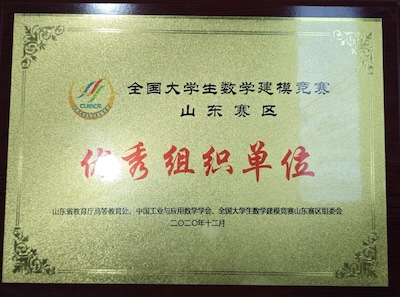 全国大学生数学建模竞赛
山东赛区
CUMCM
优秀组织单位
山东省教育厅高等教育处、中国工业与应用数学学会、全国大学生数学建模竞赛山东赛区组委会
二〇二〇年十二月